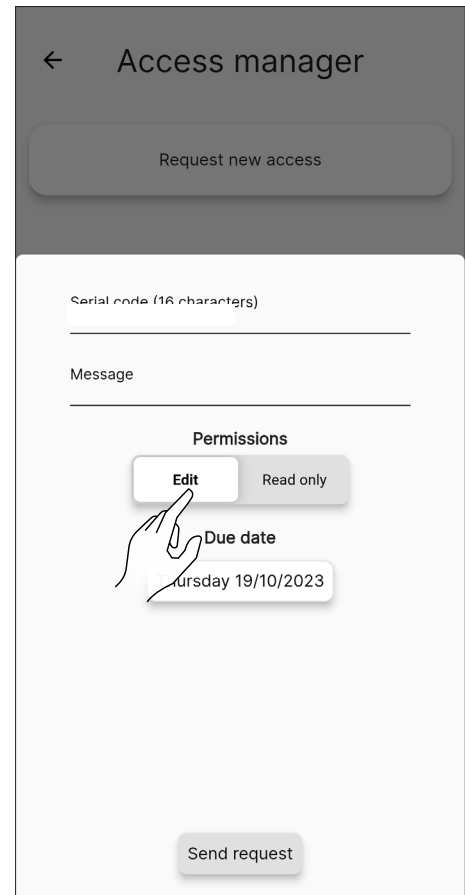 Access manager
Request new access
Serial code (16 characters)
Message
Permissions
Edit Read only
Due date
Thursday 19/10/2023
Send request